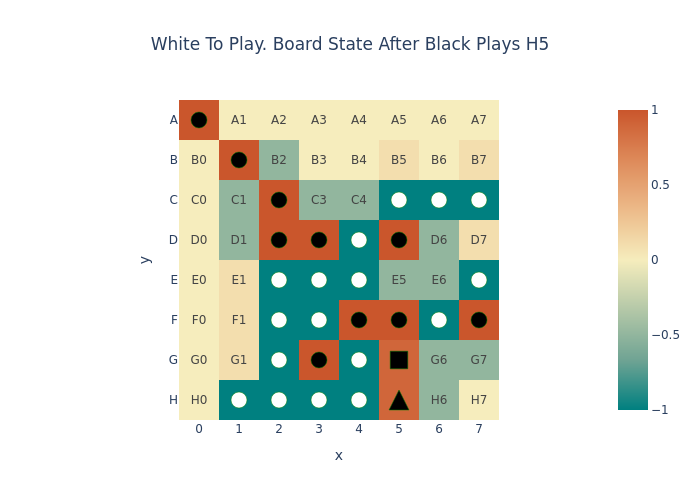 White To Play. Board State After Black Plays H5
A A1 A2 A3 A4 A5 A6 A7
B B0 B2 B3 B4 B5 B6 B7
C C0 C1 C3 C4
D D0 D1 D6 D7
E E0 E1 E5 E6
F F0 F1
G G0 G1 G6 G7
H H0 H6 H7
0 1 2 3 4 5 6 7
x
y
1
0.5
0
−0.5
−1